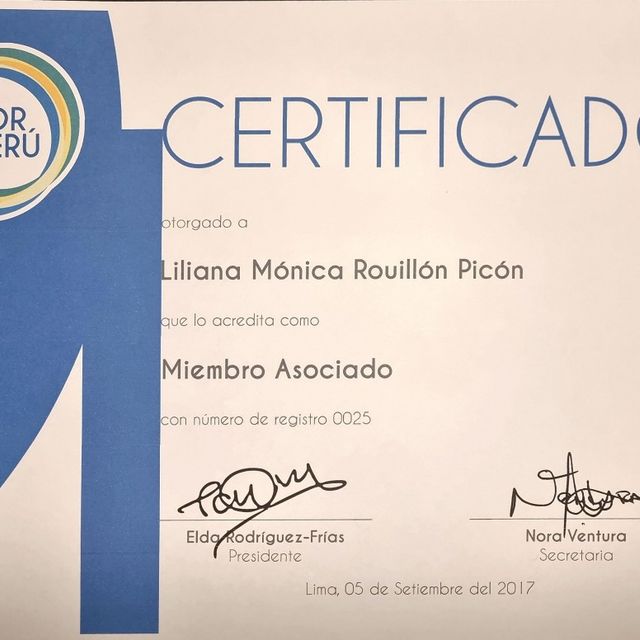 OR
ERÚ
CERTIFICADO
otorgado a
Liliana Mónica Rouillón Picón
que lo acredita como
Miembro Asociado
con número de registro 0025
Elda Rodríguez-Frías
Presidente
Nora Ventura
Secretaria
Lima, 05 de Setiembre del 2017